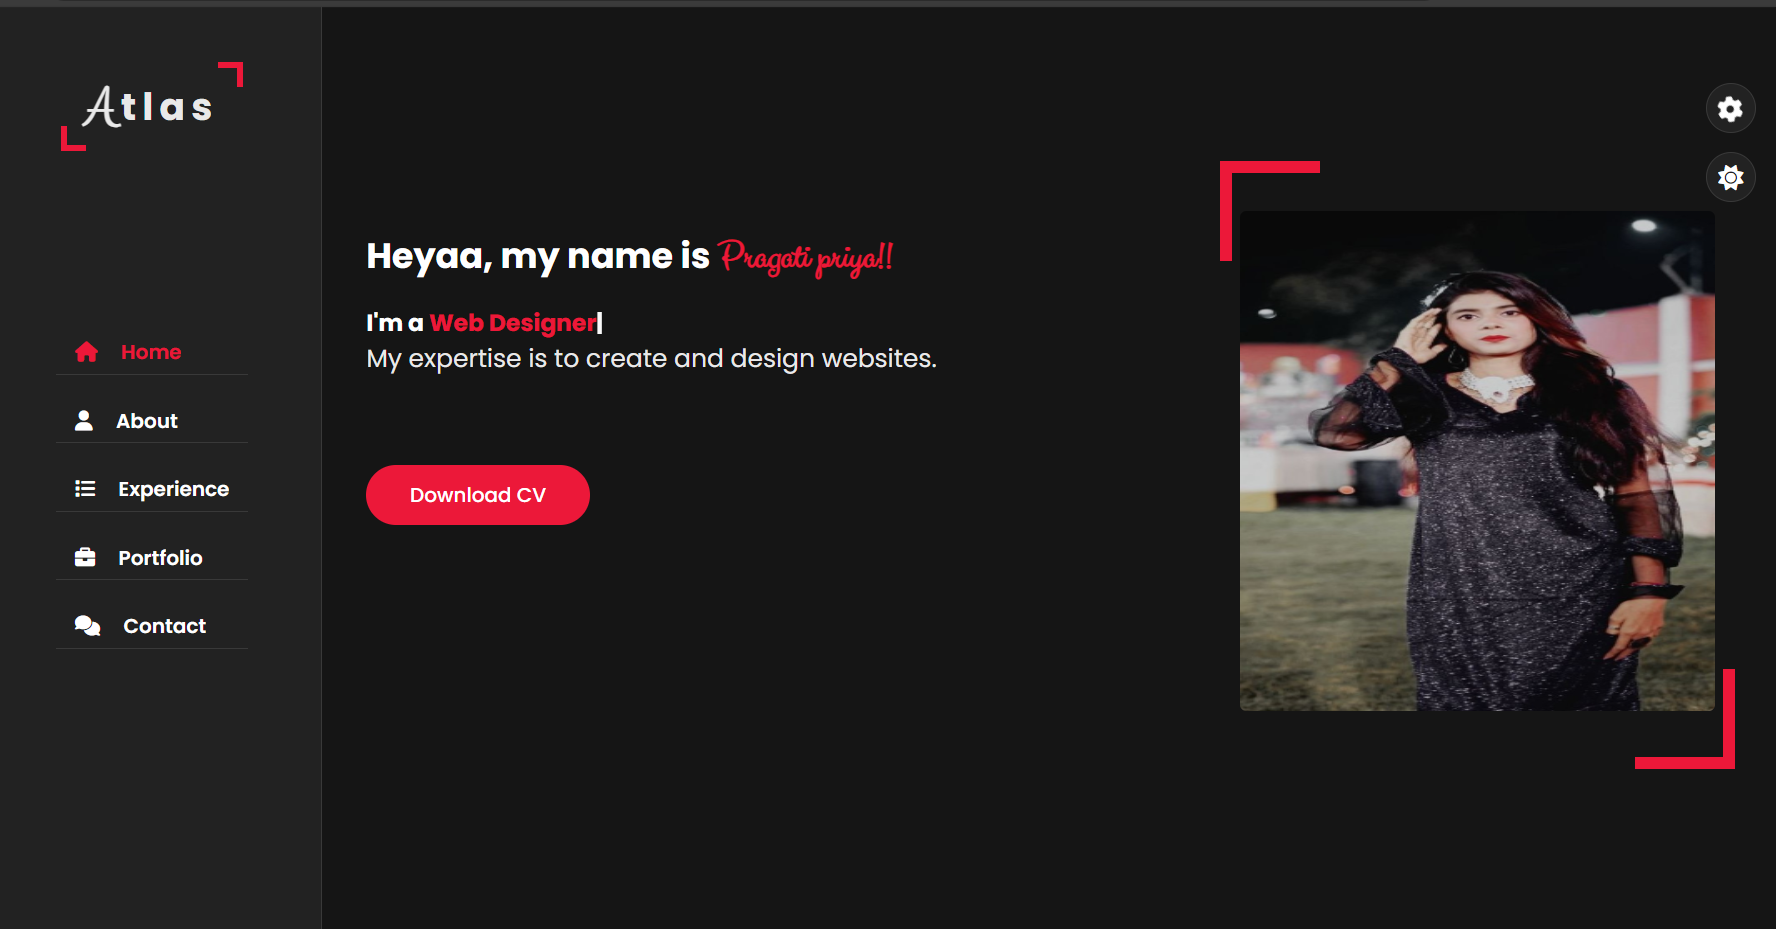 Atlas
Home
About
Experience
Portfolio
Contact
Heyaa, my name is Pragati priya!!
I'm a Web Designer|
My expertise is to create and design websites.
Download CV